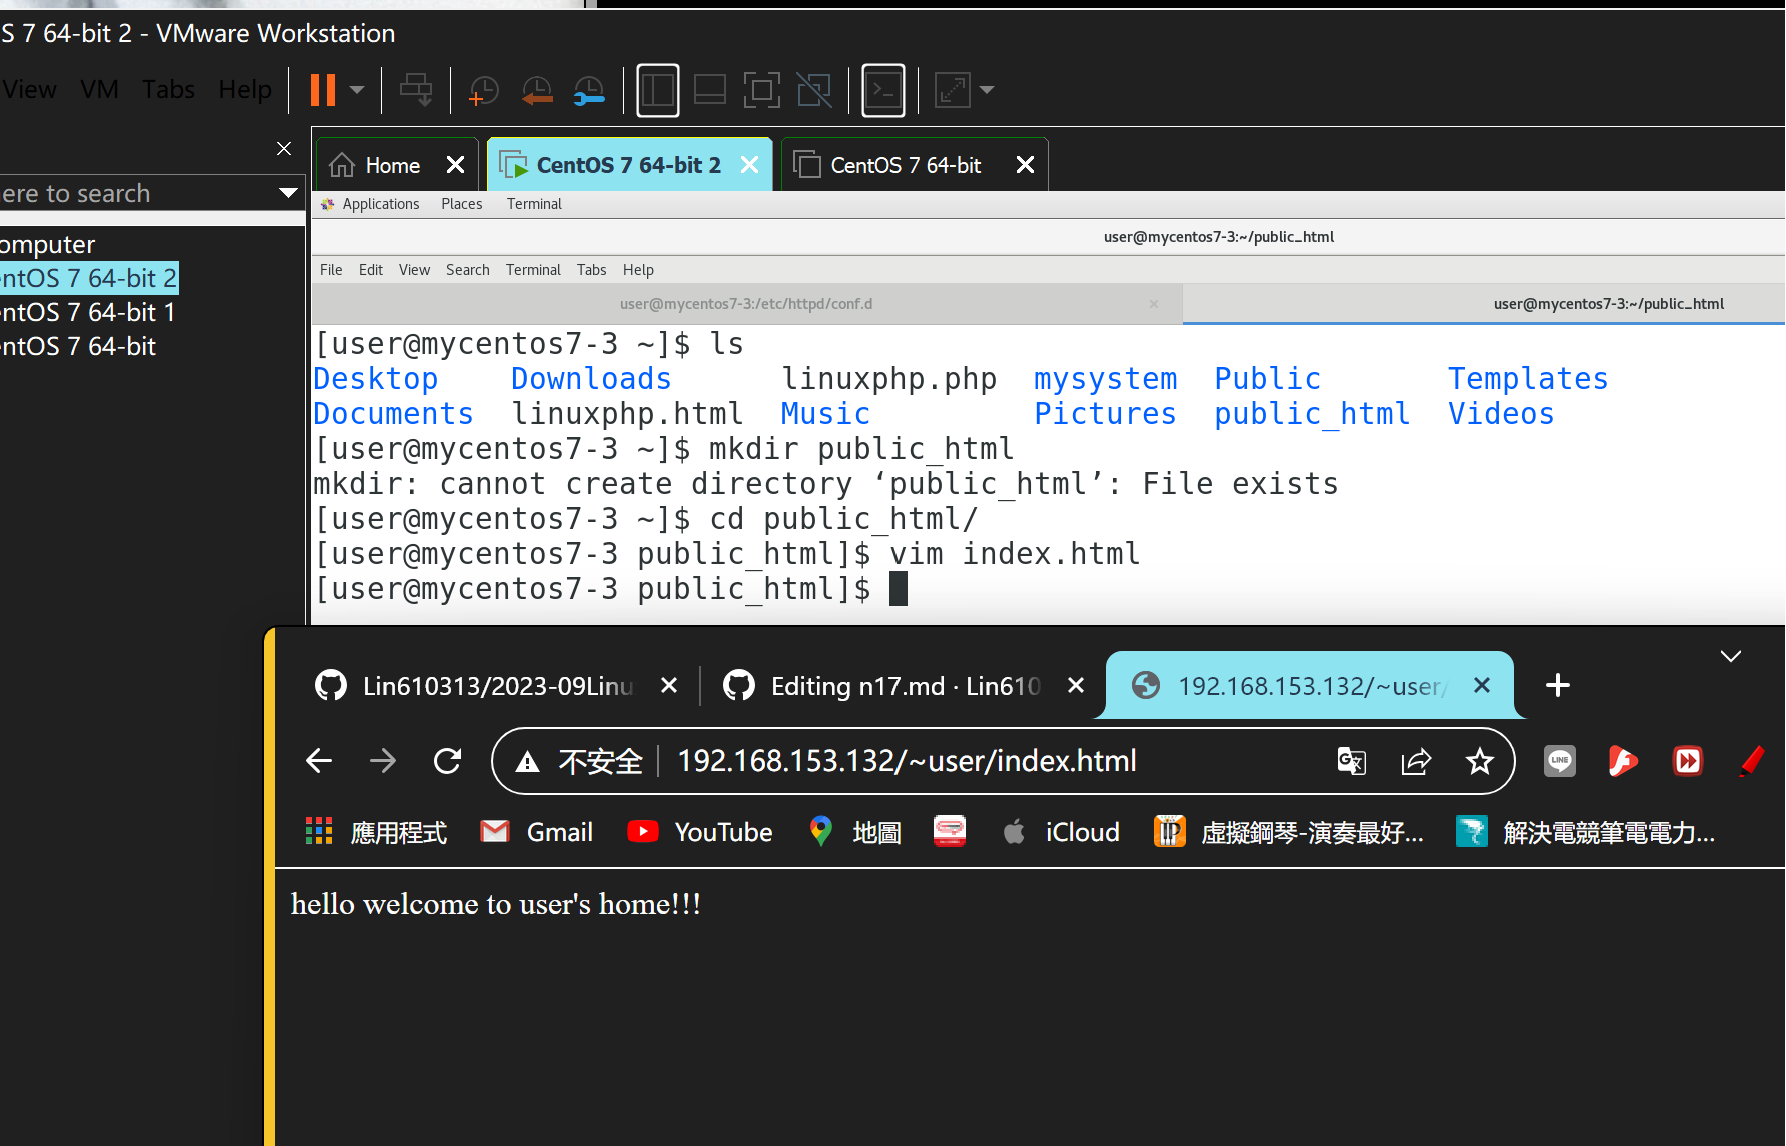 S 7 64-bit 2 - VMware Workstation
View VM Tabs Help
Home CentOS 7 64-bit 2 CentOS 7 64-bit
ere to search
Applications Places Terminal
omputer
user@mycentos7-3:~/public_html
entOS 7 64-bit 2
File Edit View Search Terminal Tabs Help
entOS 7 64-bit 1
user@mycentos7-3:/etc/httpd/conf.d user@mycentos7-3:~/public_html
entOS 7 64-bit
[user@mycentos7-3 ~]$ ls
Desktop Downloads linuxphp.php mysystem Public Templates
Documents linuxphp.html Music Pictures public_html Videos
[user@mycentos7-3 ~]$ mkdir public_html
mkdir: cannot create directory ‘public_html’: File exists
[user@mycentos7-3 ~]$ cd public_html/
[user@mycentos7-3 public_html]$ vim index.html
[user@mycentos7-3 public_html]$
Lin610313/2023-09Linu Editing n17.md · Lin610 192.168.153.132/~user/
不安全 192.168.153.132/~user/index.html
LINE
應用程式 Gmail YouTube 地圖 iCloud 虛擬鋼琴-演奏最好... 解決電競筆電電力...
hello welcome to user's home!!!